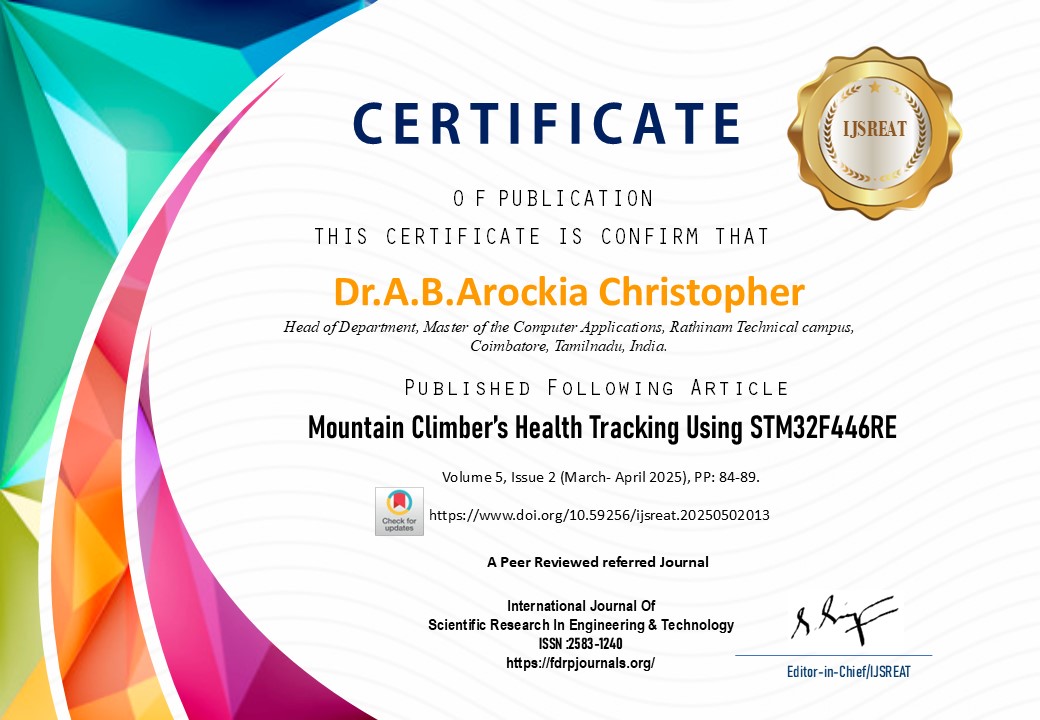 CERTIFICATE
IJSREAT
OF PUBLICATION
THIS CERTIFICATE IS CONFIRM THAT
Dr.A.B.Arockia Christopher
Head of Department, Master of the Computer Applications, Rathinam Technical campus,
Coimbatore, Tamilnadu, India.
Published Following Article
Mountain Climber's Health Tracking Using STM32F446RE
Volume 5, Issue 2 (March- April 2025), PP: 84-89.
Check for
updates
https://www.doi.org/10.59256/ijsreat.20250502013
A Peer Reviewed referred Journal
International Journal Of
Scientific Research In Engineering & Technology
ISSN :2583-1240
https://fdrpjournals.org/
Editor-in-Chief/IJSREAT